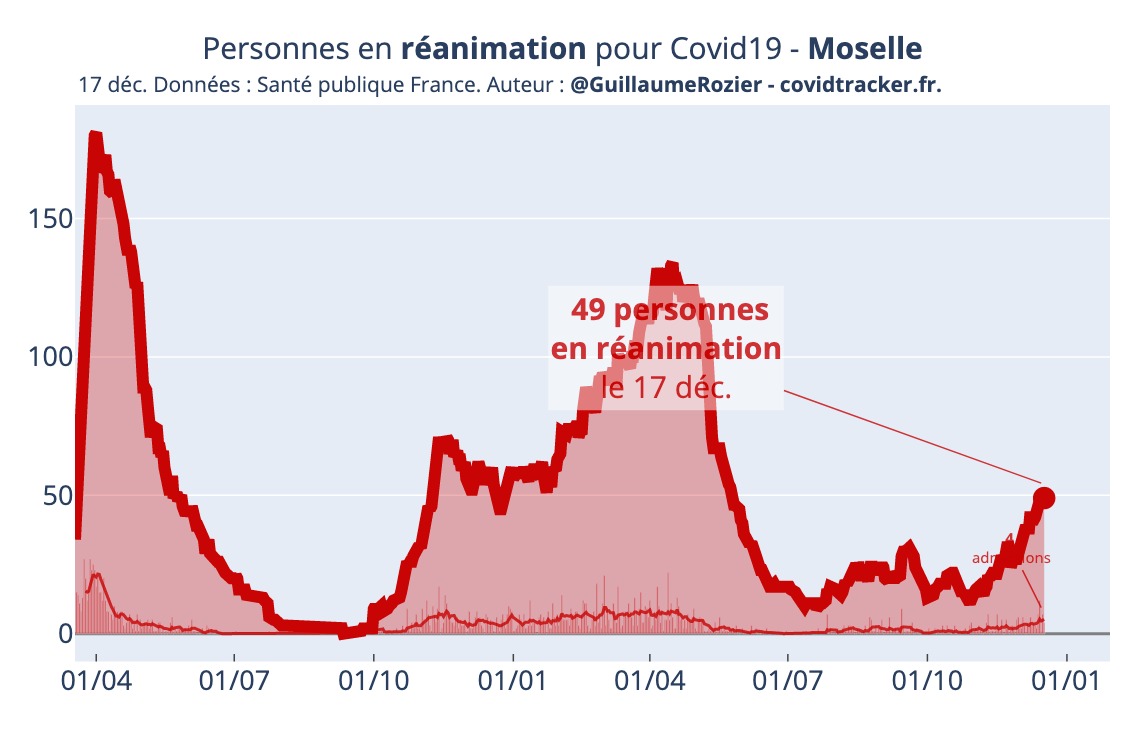 Personnes en réanimation pour Covid19 - Moselle
17 déc. Données : Santé publique France. Auteur : @GuillaumeRozier - covidtracker.fr.
150
100
50
0
49 personnes
en réanimation
le 17 déc.
01/04
01/07
01/10
01/01
01/04
01/07
01/10
01/01